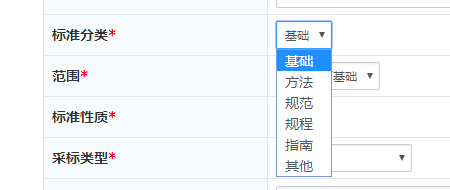 标准分类* 基础
基础
方法
范围* 基础
规范
标准性质* 规程
指南
采标类型*
其他